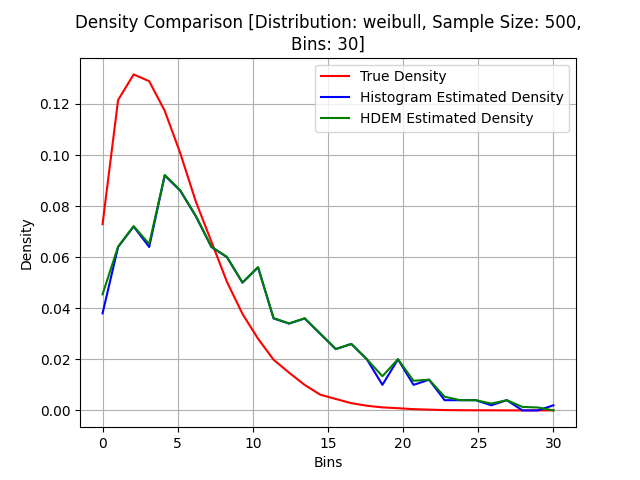 Density Comparison [Distribution: weibull, Sample Size: 500,
Bins: 30]
True Density
Histogram Estimated Density
HDEM Estimated Density
Density
0.12
0.10
0.08
0.06
0.04
0.02
0.00
0 5 10 15 20 25 30
Bins